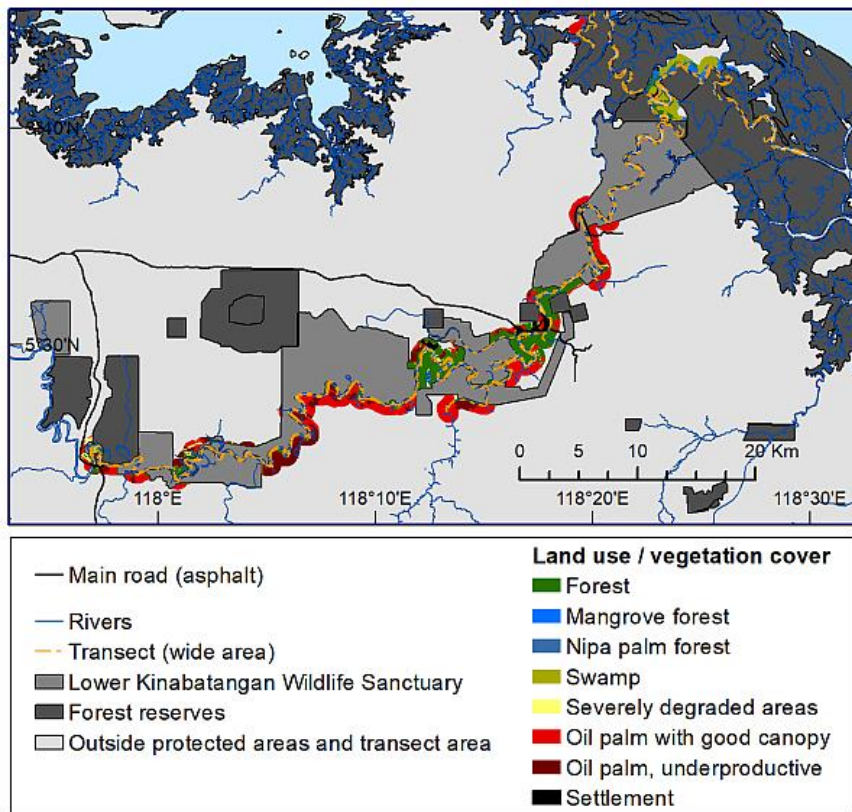 5°40'N
5°30'N
0 5 10 20 Km
118°0'E 118°10'E 118°20'E 118°30'E
Main road (asphalt)
Rivers
Transect (wide area)
Lower Kinabatangan Wildlife Sanctuary
Forest reserves
Outside protected areas and transect area
Land use / vegetation cover
Forest
Mangrove forest
Nipa palm forest
Swamp
Severely degraded areas
Oil palm with good canopy
Oil palm, underproductive
Settlement